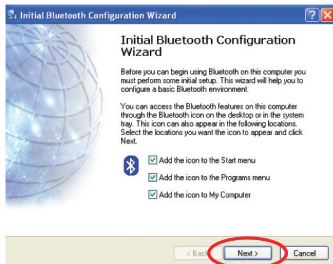 Initial Bluetooth Configuration Wizard
Initial Bluetooth Configuration
Wizard
Before you can begin using Bluetooth on this computer you
must perform some initial setup. This wizard will help you to
configure a basic Bluetooth environment.
You can access the Bluetooth features on this computer
through the Bluetooth icon on the desktop or in the system
tray. This icon can also appear in the following locations.
Select the locations you want the icon to appear and click
Next.
Add the icon to the Start menu
Add the icon to the Programs menu
Add the icon to My Computer
< Back
Next >
Cancel